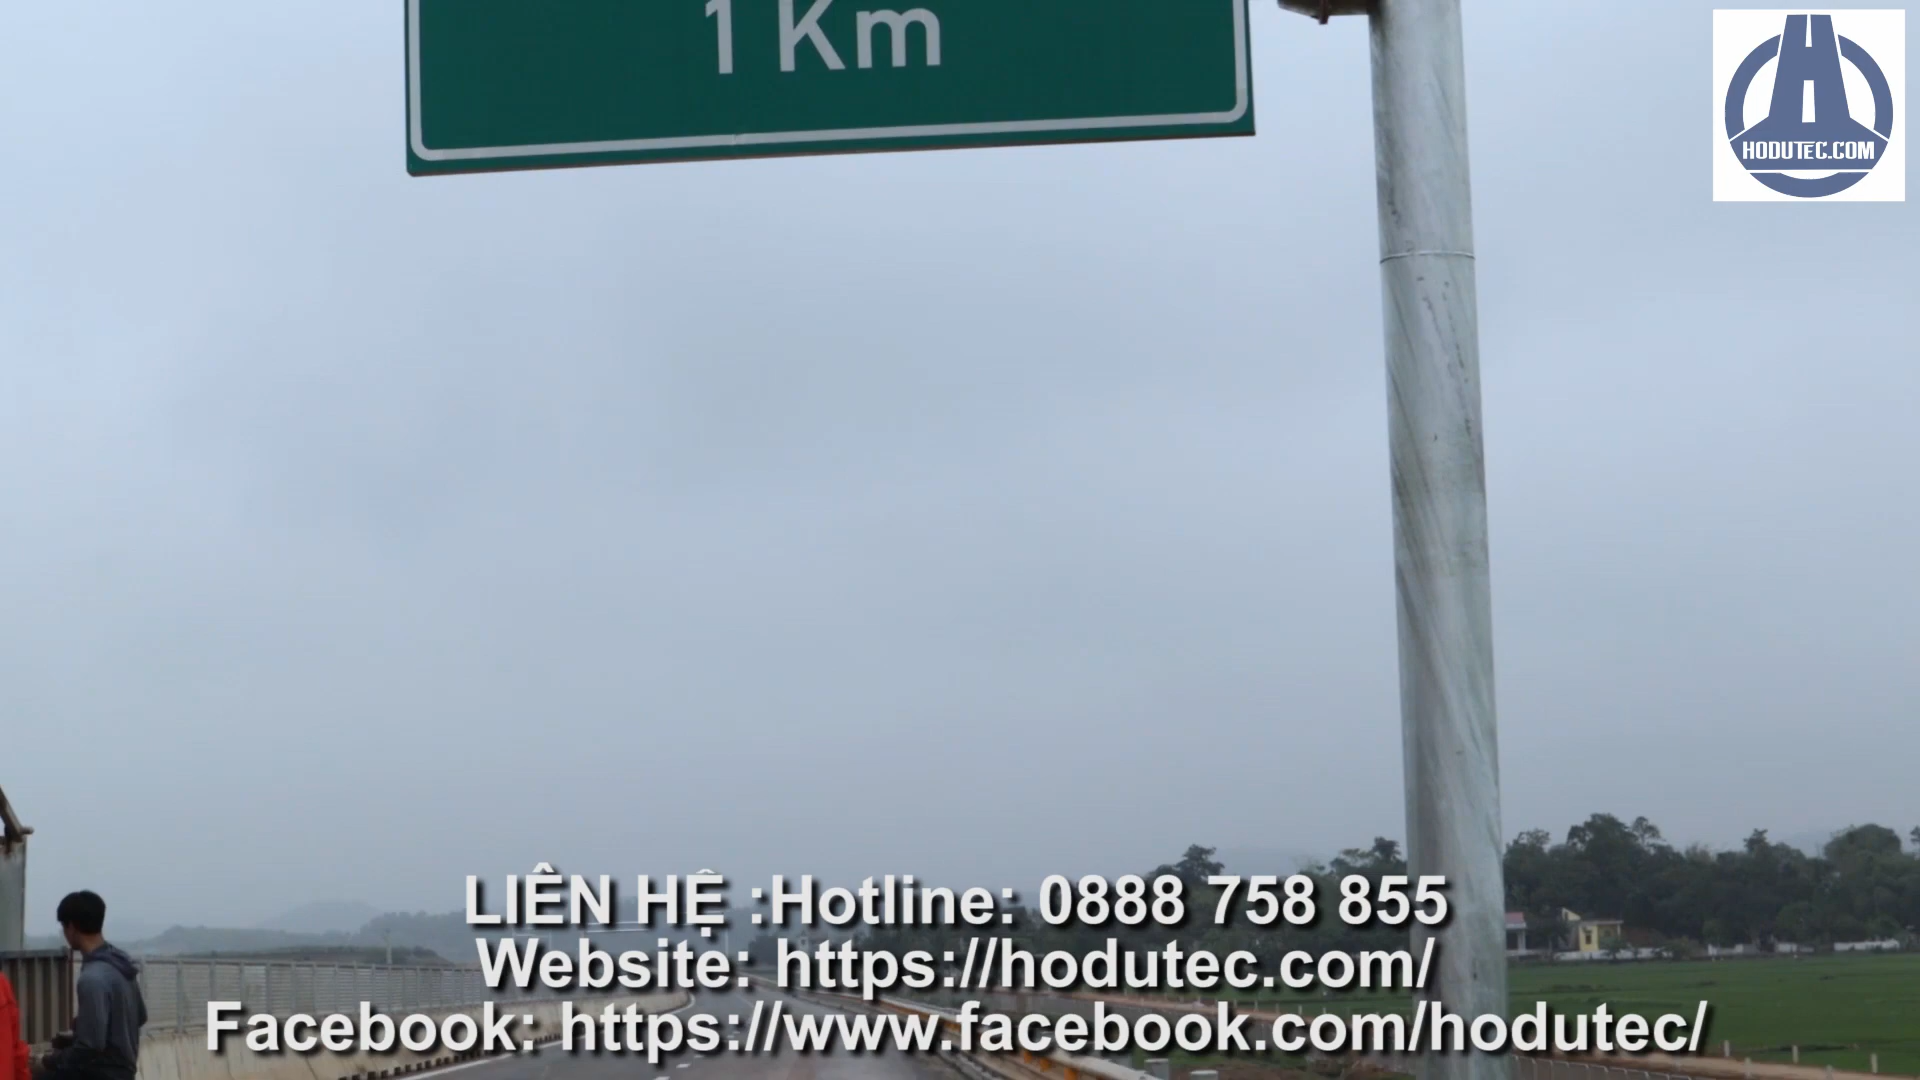 1 Km
HODUTEC.COM
LIÊN HỆ :Hotline: 0888 758 855
Website: https://hodutec.com/
Facebook: https://www.facebook.com/hodutec/